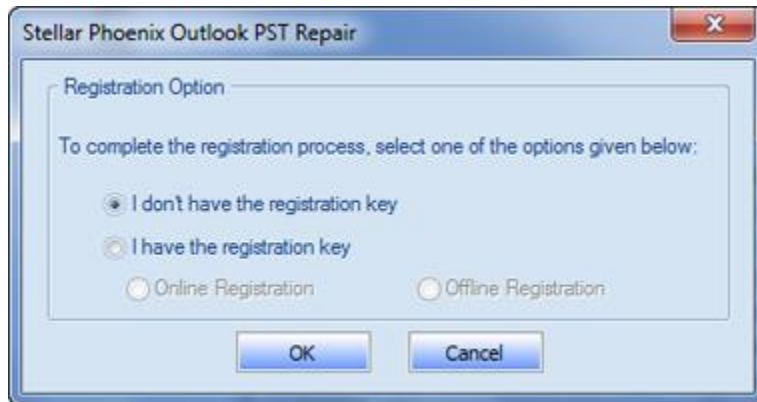 Stellar Phoenix Outlook PST Repair
Registration Option
To complete the registration process, select one of the options given below:
I don't have the registration key
I have the registration key
Online Registration Offline Registration
OK Cancel